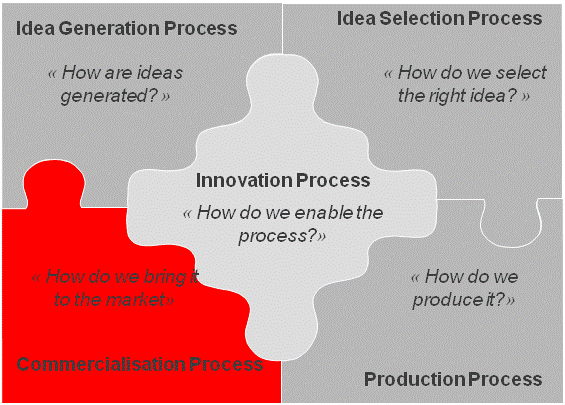 Idea Generation Process
« How are ideas
generated? »
Idea Selection Process
« How do we select
the right idea? »
Innovation Process
« How do we enable the
process?»
« How do we bring it
to the market»
Commercialisation Process
« How do we
produce it?»
Production Process